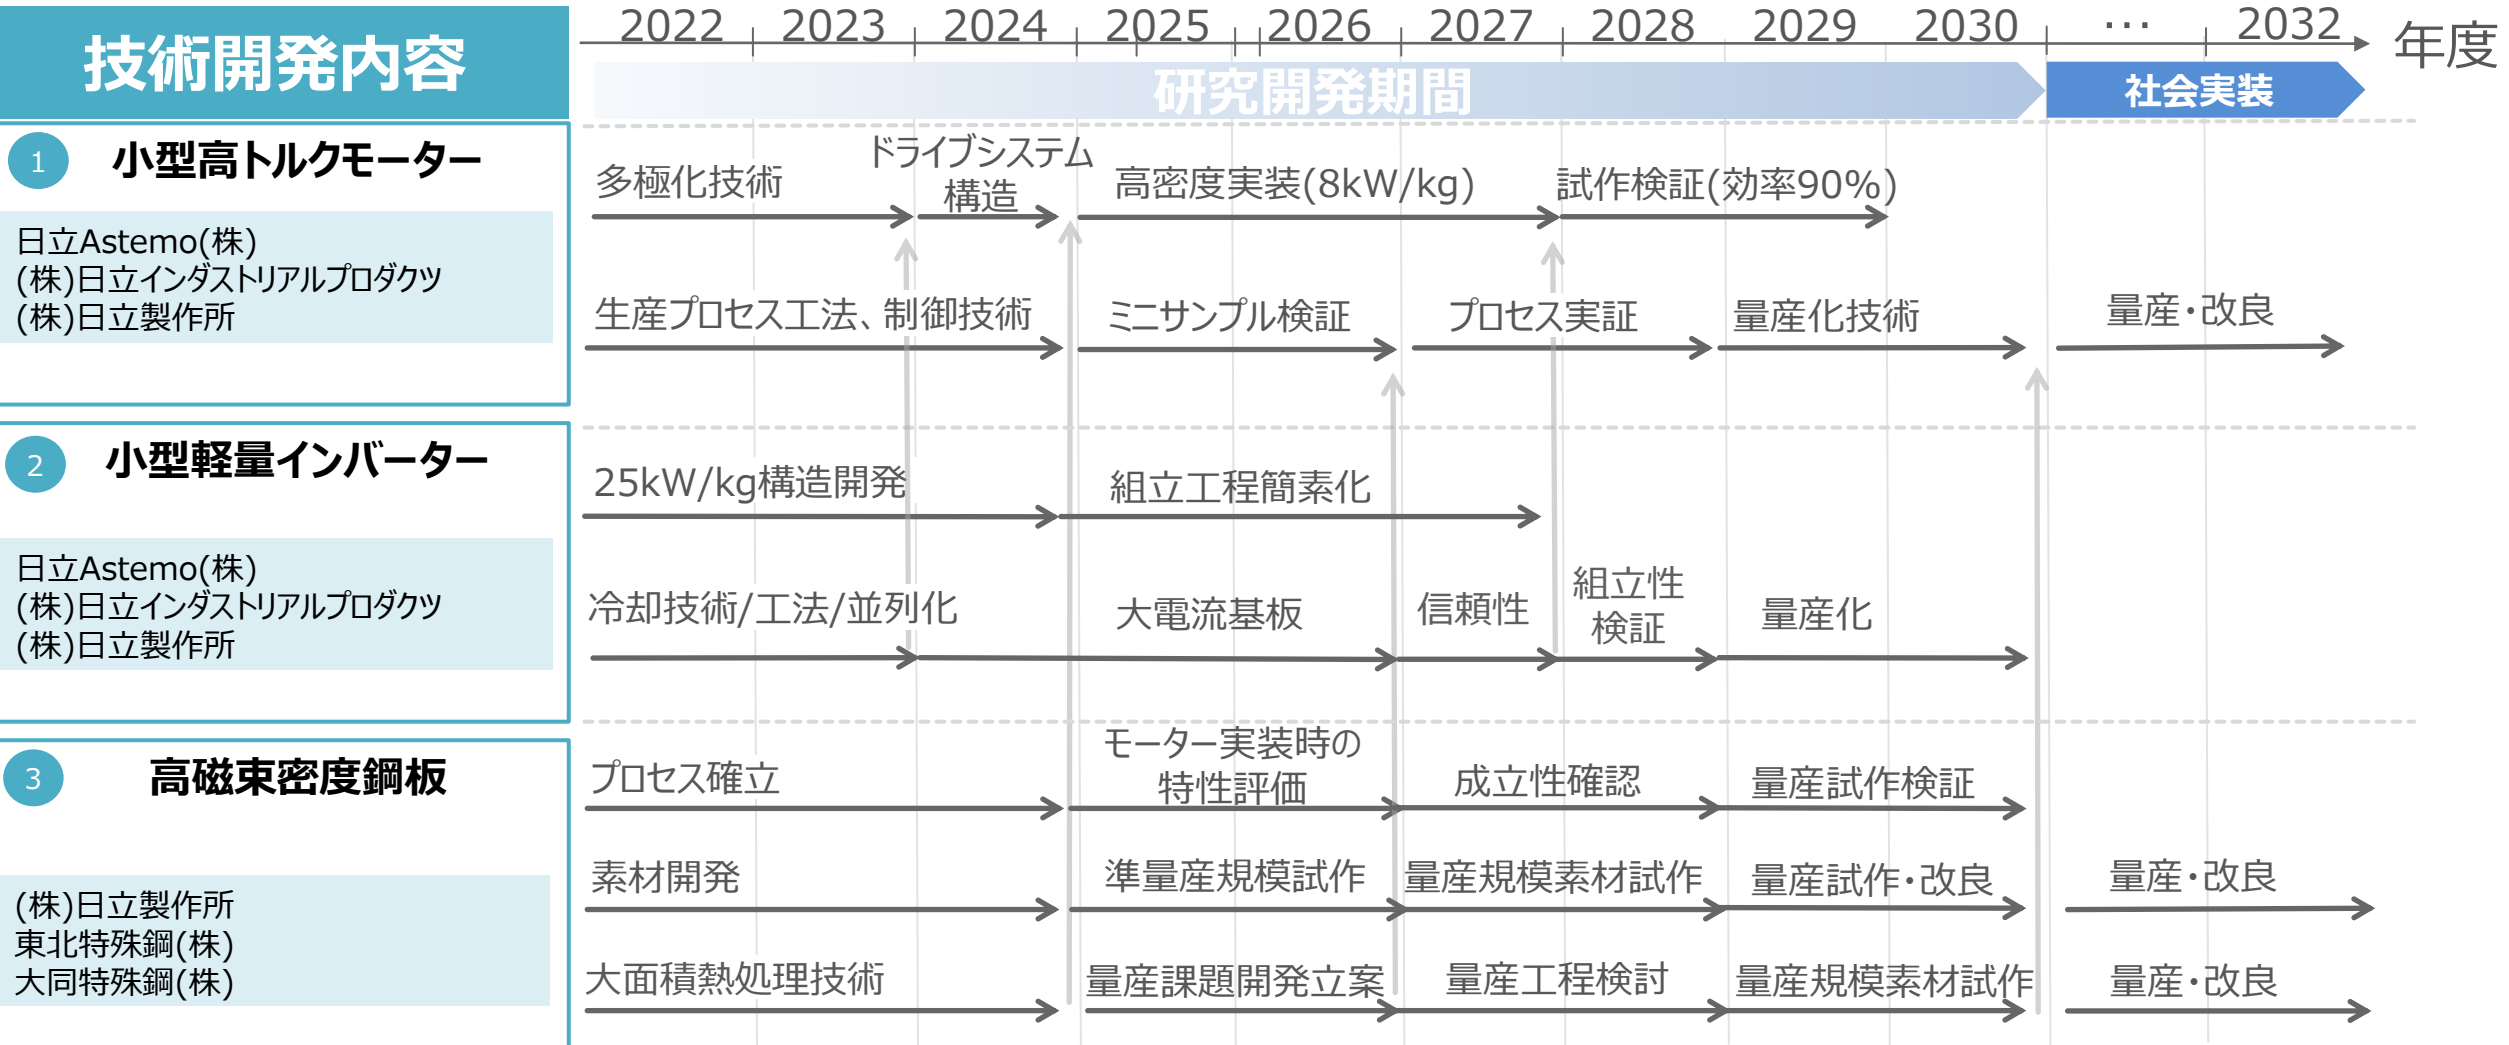 技術開発内容
2022 2023 2024 2025 2026 2027 2028 2029 2030 … 2032 年度
研究開発期間 社会実装
1 小型高トルクモーター
日立Astemo(株)
(株)日立インダストリアルプロダクツ
(株)日立製作所
多極化技術
ドライブシステム
構造
高密度実装(8kW/kg)
試作検証(効率90%)
生産プロセス工法、制御技術
ミニサンプル検証
プロセス実証
量産化技術
量産・改良
2 小型軽量インバーター
日立Astemo(株)
(株)日立インダストリアルプロダクツ
(株)日立製作所
25kW/kg構造開発
組立工程簡素化
冷却技術/工法/並列化
大電流基板
信頼性
組立性
検証
量産化
3 高磁束密度鋼板
(株)日立製作所
東北特殊鋼(株)
大同特殊鋼(株)
プロセス確立
モーター実装時の
特性評価
成立性確認
量産試作検証
素材開発
準量産規模試作
量産規模素材試作
量産試作・改良
量産・改良
大面積熱処理技術
量産課題開発立案
量産工程検討
量産規模素材試作
量産・改良